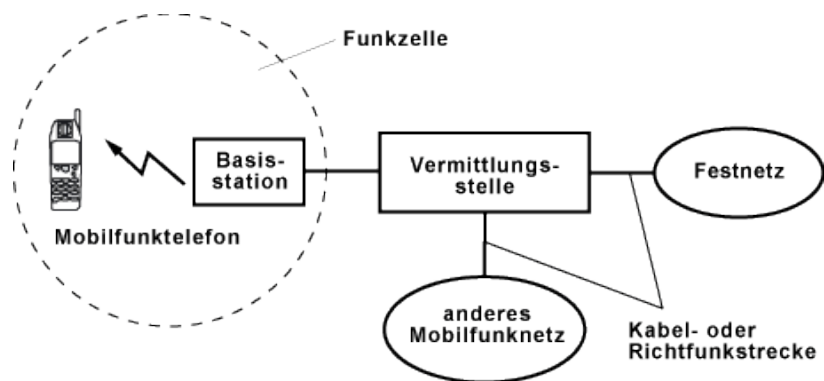 Funkzelle
Basis-
station
Vermittlungs-
stelle
Festnetz
Mobilfunktelefon
anderes
Mobilfunknetz
Kabel- oder
Richtfunkstrecke